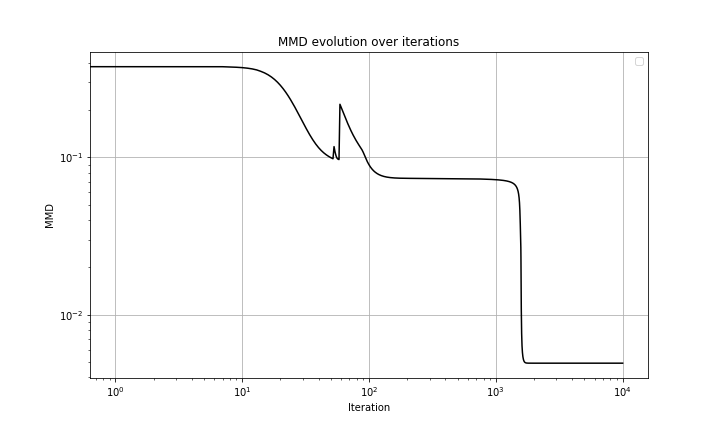 MMD evolution over iterations
MMD
10⁻¹
10⁻²
10⁰ 10¹ 10² 10³ 10⁴
Iteration